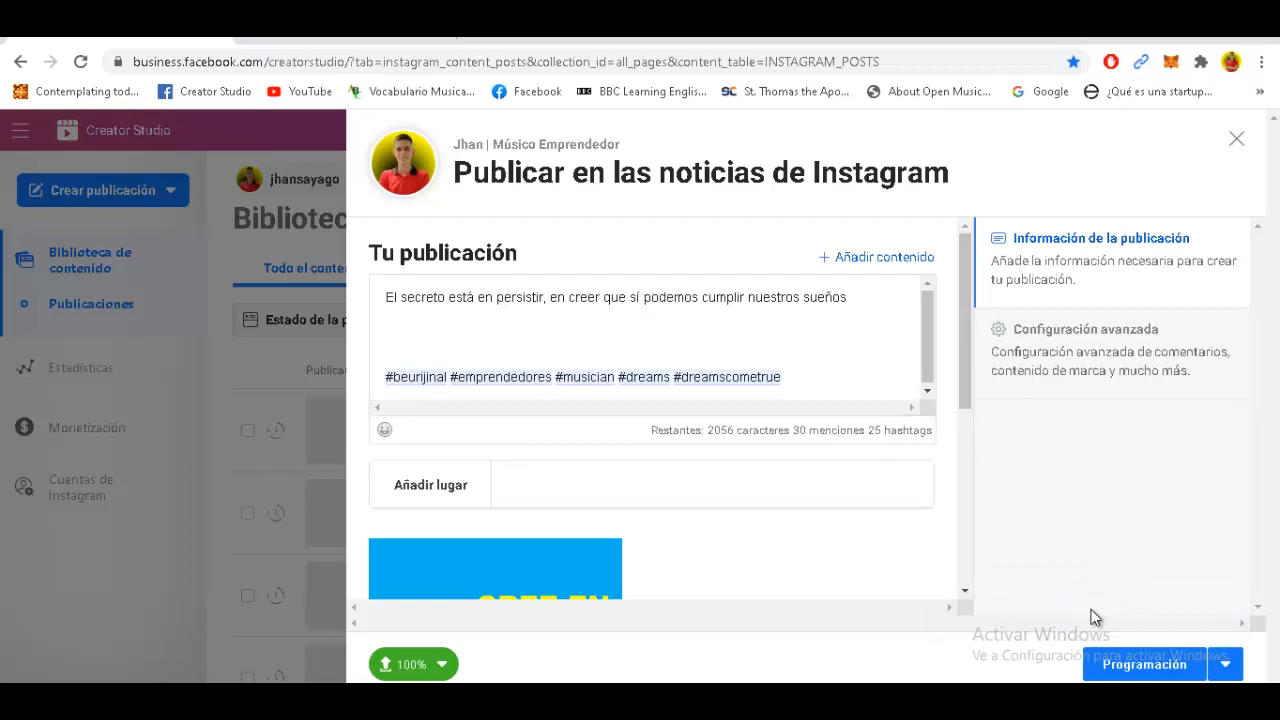 business.facebook.com/creatorstudio/?tab=instagram_content_posts&collection_id=all_pages&content_table=INSTAGRAM_POSTS
Contemplating tod... Creator Studio YouTube Vocabulario Musica... Facebook BBC Learning Englis... St. Thomas the Apo... About Open Music... Google ¿Qué es una startup... »
Creator Studio
Crear publicación
Biblioteca de
contenido
Publicaciones
Estadísticas
Monetización
Cuentas de
Instagram
jhansayago
Bibliotec
Todo el conte
Estado de la p
Publica
Jhan | Músico Emprendedor
Publicar en las noticias de Instagram
Tu publicación
+ Añadir contenido
El secreto está en persistir, en creer que sí podemos cumplir nuestros sueños
#beurijinal #emprendedores #musician #dreams #dreamscometrue
Restantes: 2056 caracteres 30 menciones 25 hashtags
Añadir lugar
CREE EN
100%
Información de la publicación
Añade la información necesaria para crear
tu publicación.
Configuración avanzada
Configuración avanzada de comentarios,
contenido de marca y mucho más.
Activar Windows
Ve a Configuración para activar Windows.
Programación